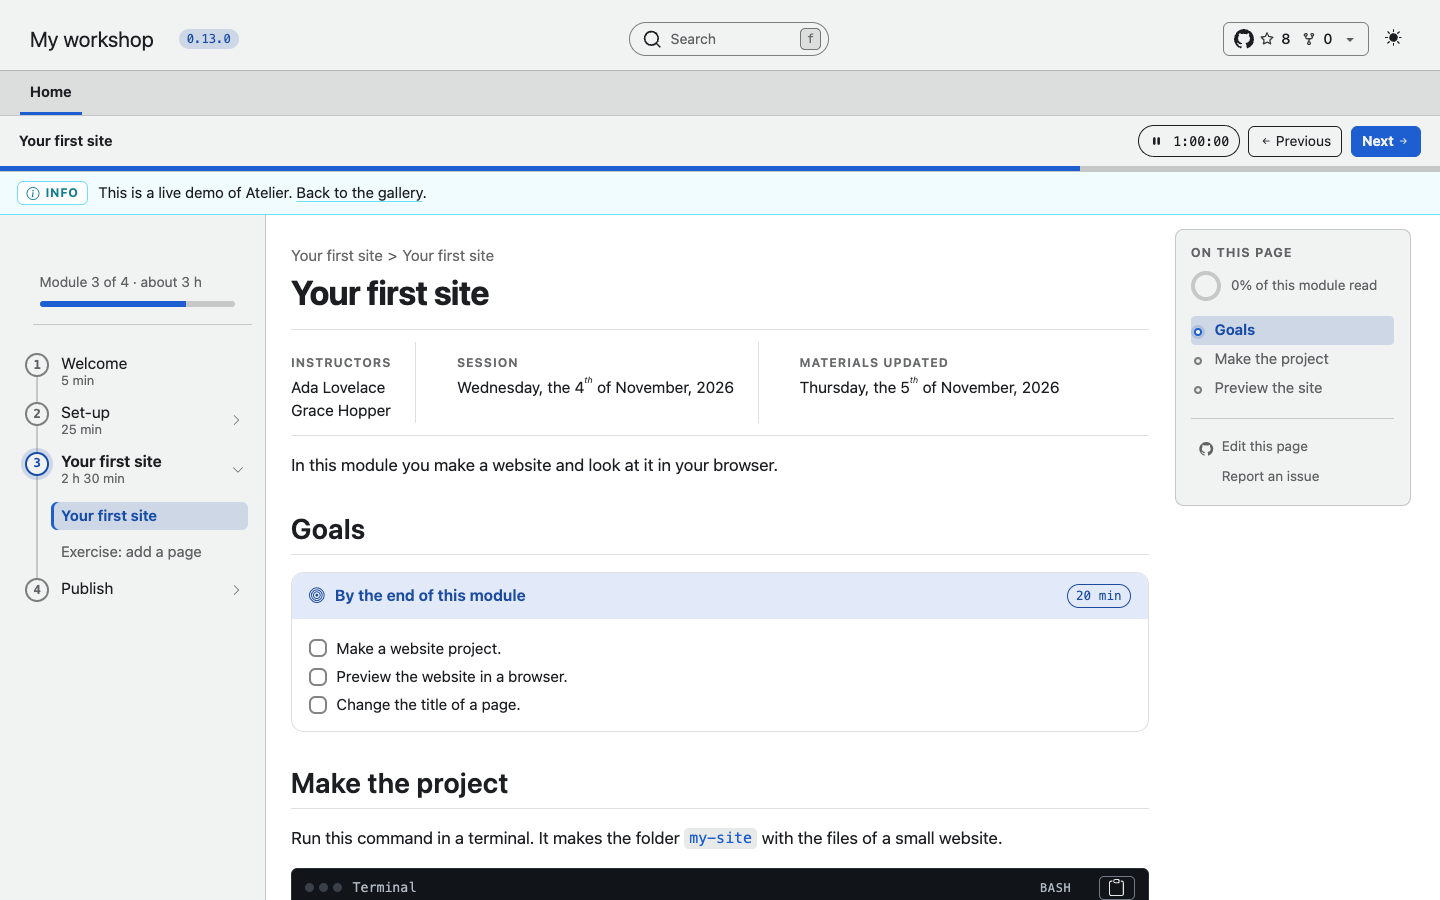 My workshop
0.13.0
Search
f
8
0
Home
Your first site
1:00:00
← Previous
Next →
INFO
This is a live demo of Atelier. Back to the gallery.
Module 3 of 4 · about 3 h
1
Welcome
5 min
2
Set-up
25 min
3
Your first site
2 h 30 min
Your first site
Exercise: add a page
4
Publish
Your first site > Your first site
Your first site
INSTRUCTORS
Ada Lovelace
Grace Hopper
SESSION
Wednesday, the 4th of November, 2026
MATERIALS UPDATED
Thursday, the 5th of November, 2026
In this module you make a website and look at it in your browser.
Goals
By the end of this module
20 min
Make a website project.
Preview the website in a browser.
Change the title of a page.
Make the project
Run this command in a terminal. It makes the folder my-site with the files of a small website.
Terminal
BASH
ON THIS PAGE
0% of this module read
Goals
Make the project
Preview the site
Edit this page
Report an issue